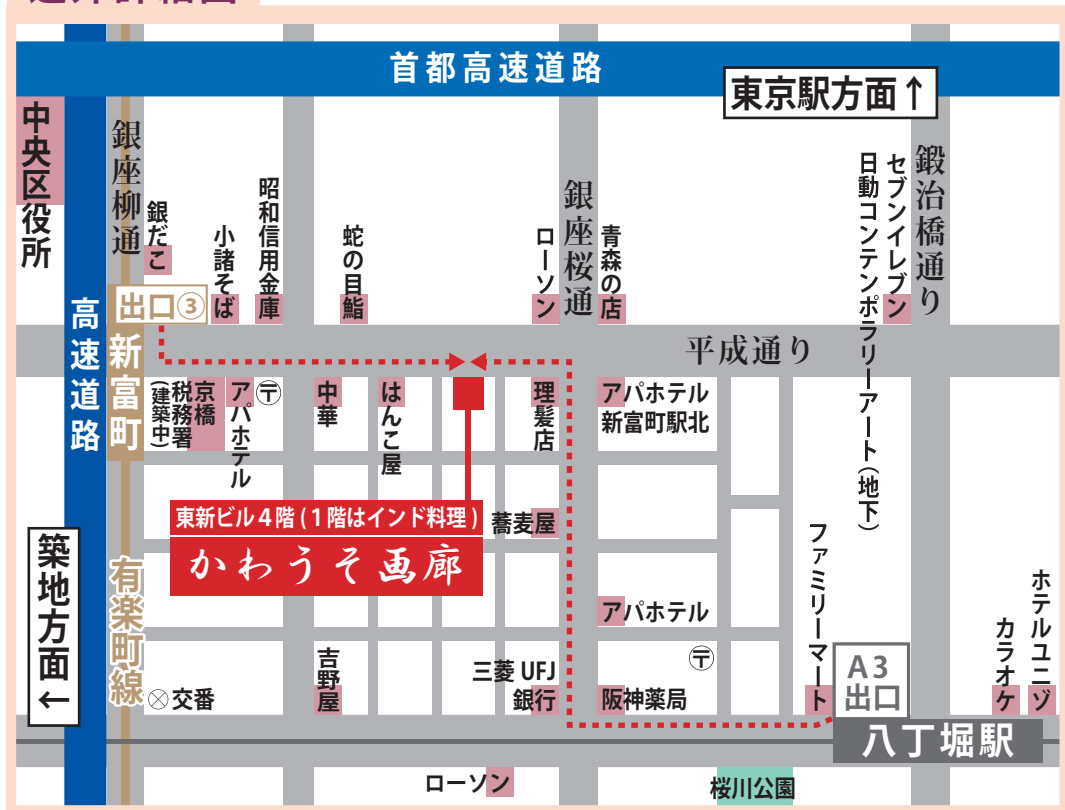 首都高速道路
東京駅方面↑
中央区役所
銀座柳通
銀だこ
小諸そば
昭和信用金庫
蛇の目鮨
ローソン
銀座桜通
青森の店
日動コンテンポラリーアート(地下)
セブンイレブン
鍛治橋通り
出口③
高速道路
新富町
平成通り
京橋
税務署
(建築中)
アパホテル
〒
中華
はんこ屋
理髪店
アパホテル
新富町駅北
東新ビル4階(1階はインド料理)
かわうそ画廊
蕎麦屋
築地方面←
有楽町線
ファミリーマート
アパホテル
ホテルユニゾ
カラオケ
吉野屋
三菱UFJ
銀行
〒
阪神薬局
A3
出口
交番
八丁堀駅
ローソン
桜川公園